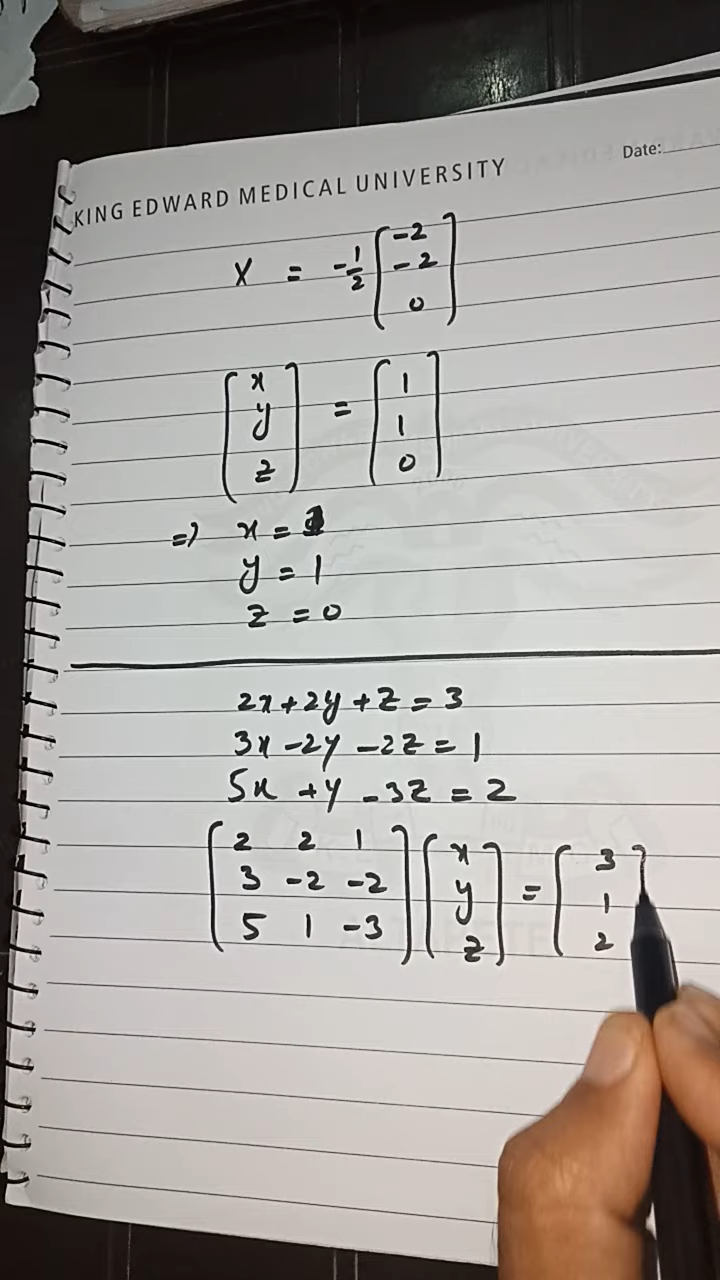 KING EDWARD MEDICAL UNIVERSITY Date:
X = -1/2 [-2 -2 0]
[x y z] = [1 1 0]
=) x = 1
y = 1
z = 0
2x+2y+z = 3
3x-2y-2z = 1
5x+y-3z = 2
[2 2 1] [x] = [3]
[3 -2 -2] [y] [1]
[5 1 -3] [z] [2]